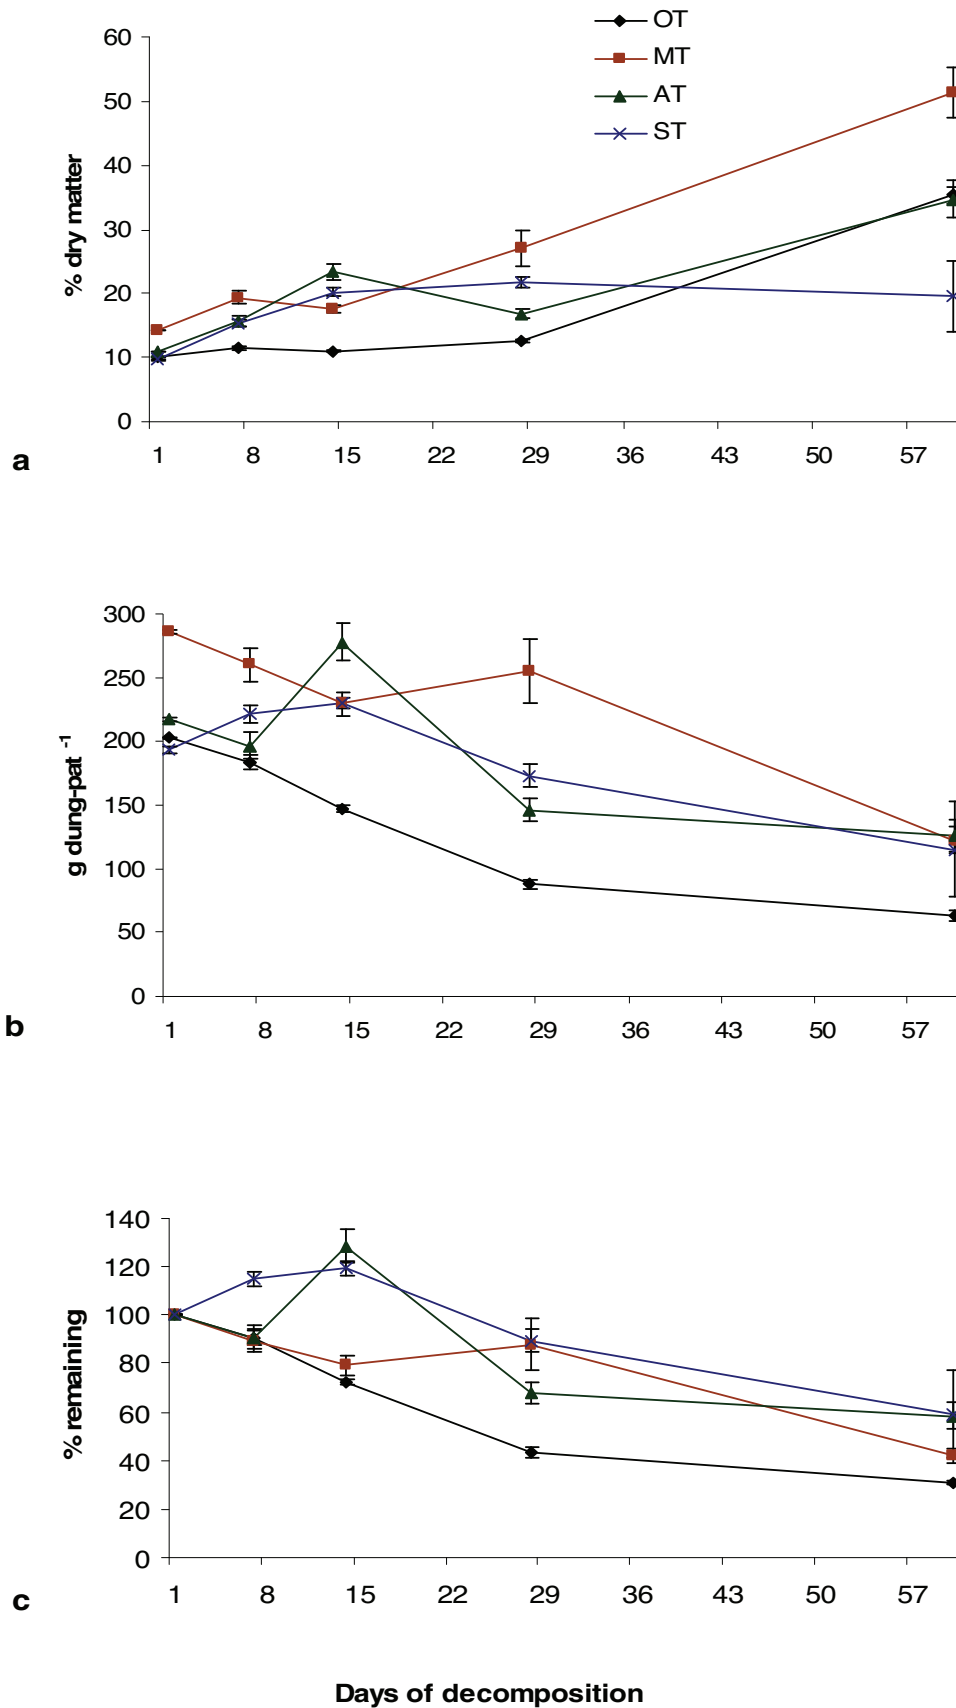 OT
MT
AT
ST
60
50
40
30
20
10
0
% dry matter
1 8 15 22 29 36 43 50 57
a
300
250
200
150
100
50
0
g dung-pat -1
1 8 15 22 29 36 43 50 57
b
140
120
100
80
60
40
20
0
% remaining
1 8 15 22 29 36 43 50 57
c
Days of decomposition